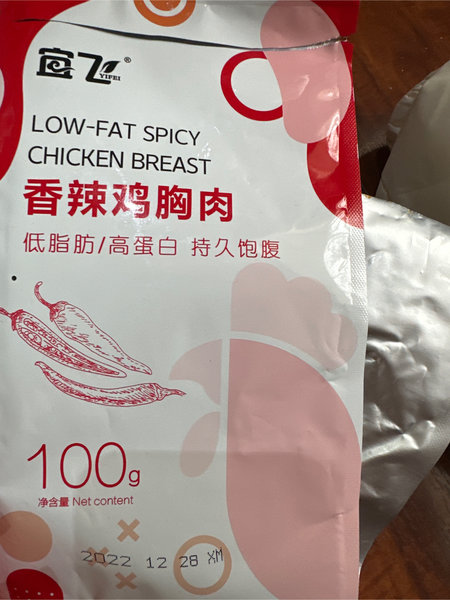 宜飞®
YIFEI
LOW-FAT SPICY
CHICKEN BREAST
香辣鸡胸肉
低脂肪/高蛋白 持久饱腹
100g
净含量 Net content
2022 12 28 XM